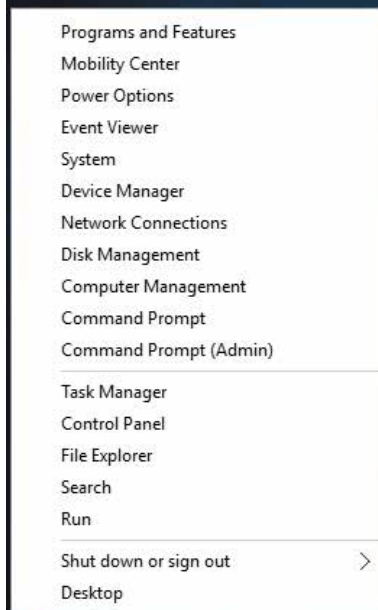 Programs and Features
Mobility Center
Power Options
Event Viewer
System
Device Manager
Network Connections
Disk Management
Computer Management
Command Prompt
Command Prompt (Admin)
Task Manager
Control Panel
File Explorer
Search
Run
Shut down or sign out
Desktop